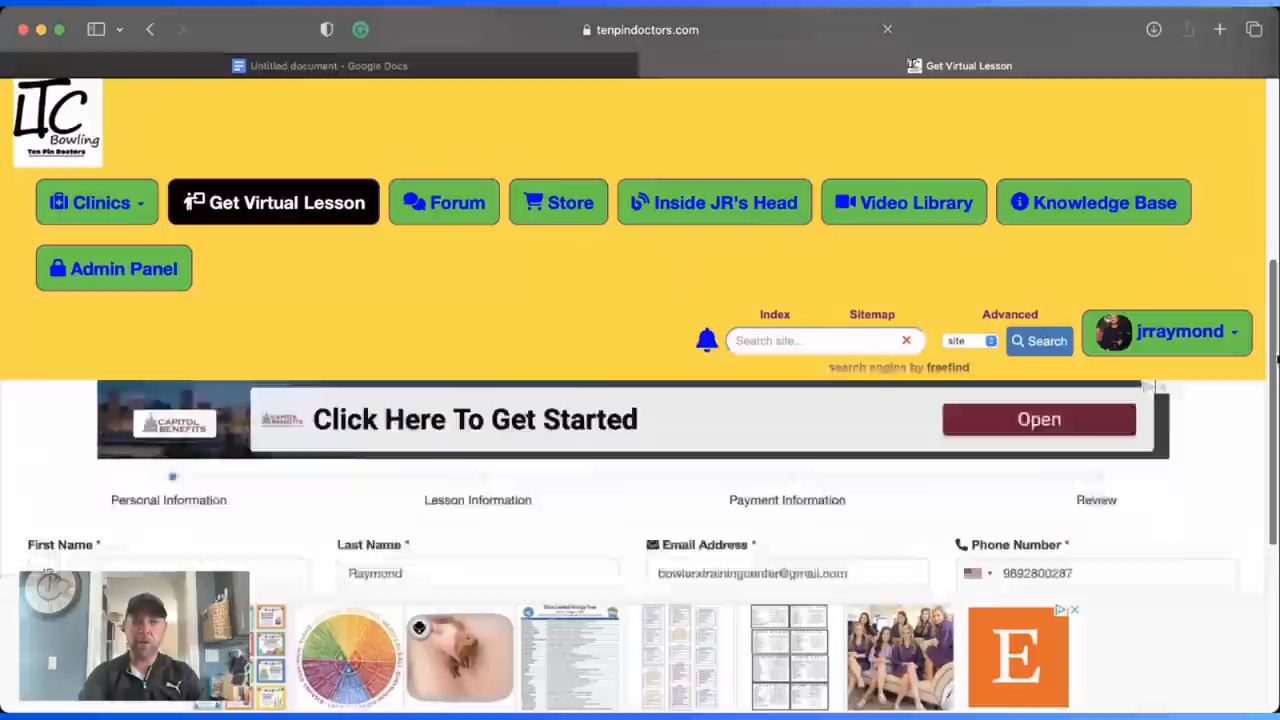 tenpindoctors.com
Untitled document - Google Docs
Get Virtual Lesson
LTC
Bowling
Ten Pin Doctors
Clinics
Get Virtual Lesson
Forum
Store
Inside JR's Head
Video Library
Knowledge Base
Admin Panel
Index
Sitemap
Advanced
Search site...
site
Search
jrraymond
search engine by freefind
CAPITOL
BENEFITS
Click Here To Get Started
Open
Personal Information
Lesson Information
Payment Information
Review
First Name *
Last Name *
Email Address *
Phone Number *
Raymond
bowlerxtrainingcenter@gmail.com
9892800287
E